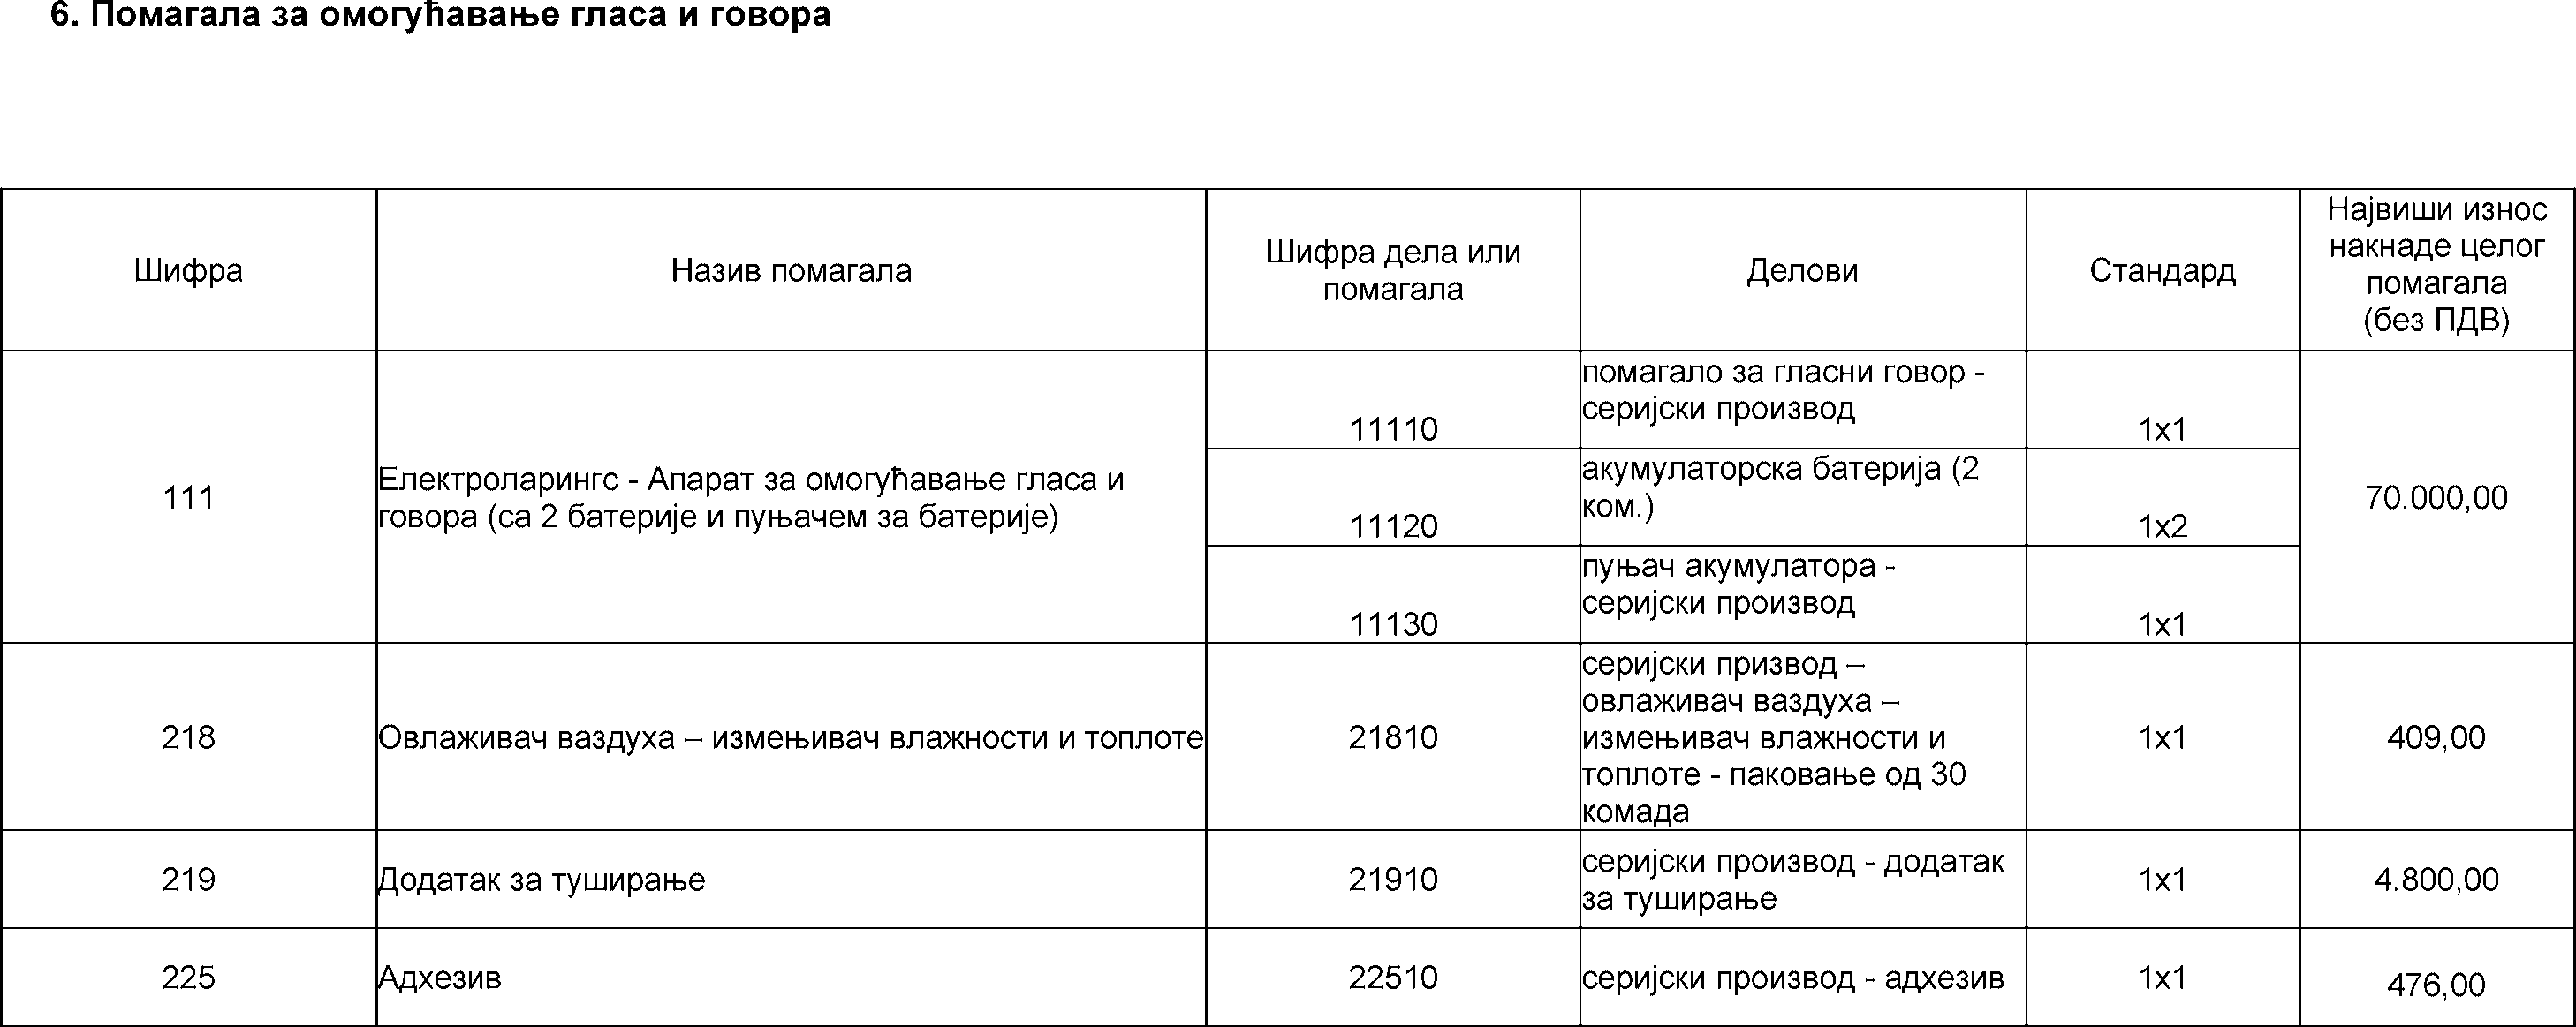 6. Помагала за омогућавање гласа и говора
Шифра
Назив помагала
Шифра дела или
помагала
Делови
Стандард
Највиши износ
накнаде целог
помагала
(без ПДВ)
111
Електроларингс - Апарат за омогућавање гласа и
говора (са 2 батерије и пуњачем за батерије)
11110
помагало за гласни говор -
серијски производ
1x1
11120
акумулаторска батерија (2
ком.)
1x2
11130
пуњач акумулатора -
серијски производ
1x1
70.000,00
218
Овлаживач ваздуха – измењивач влажности и топлоте
21810
серијски призвод –
овлаживач ваздуха –
измењивач влажности и
топлоте - паковање од 30
комада
1x1
409,00
219
Додатак за туширање
21910
серијски производ - додатак
за туширање
1x1
4.800,00
225
Адхезив
22510
серијски производ - адхезив
1x1
476,00